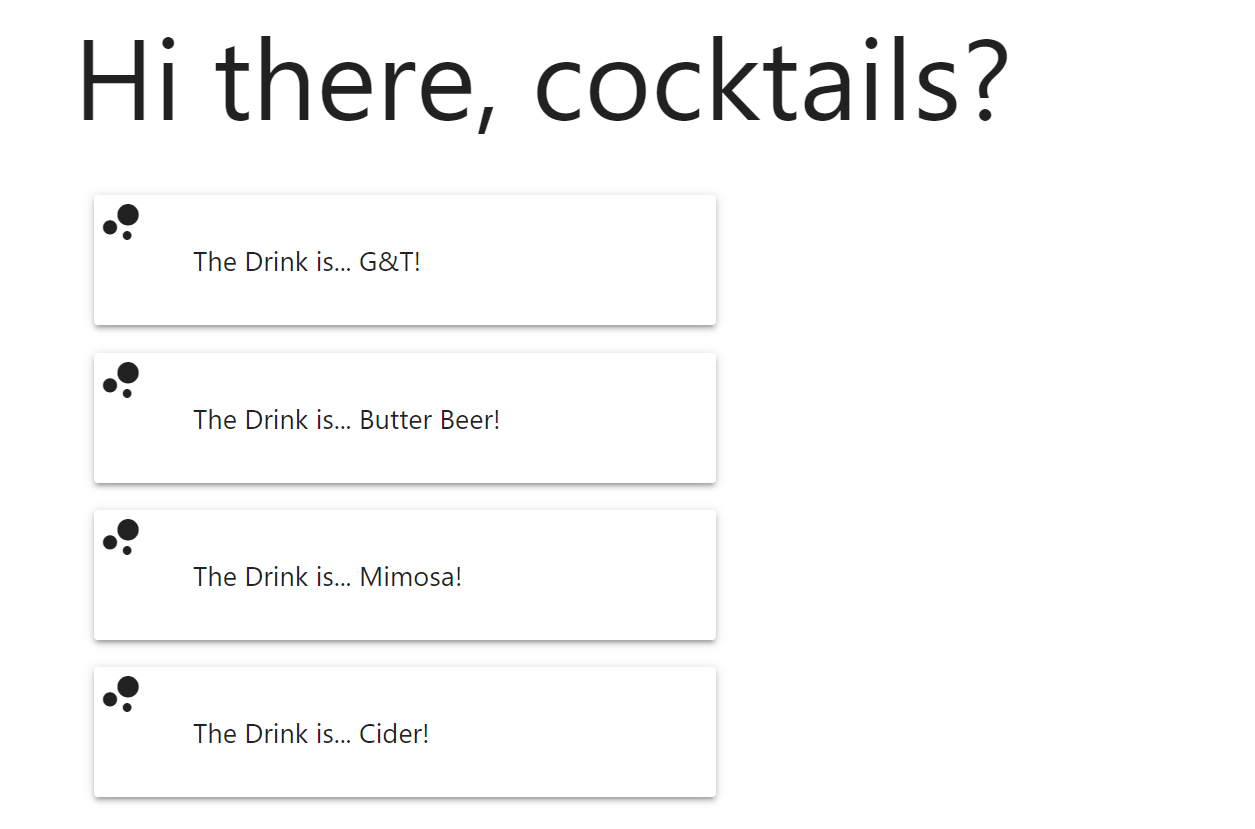 Hi there, cocktails?
The Drink is... G&T!
The Drink is... Butter Beer!
The Drink is... Mimosa!
The Drink is... Cider!